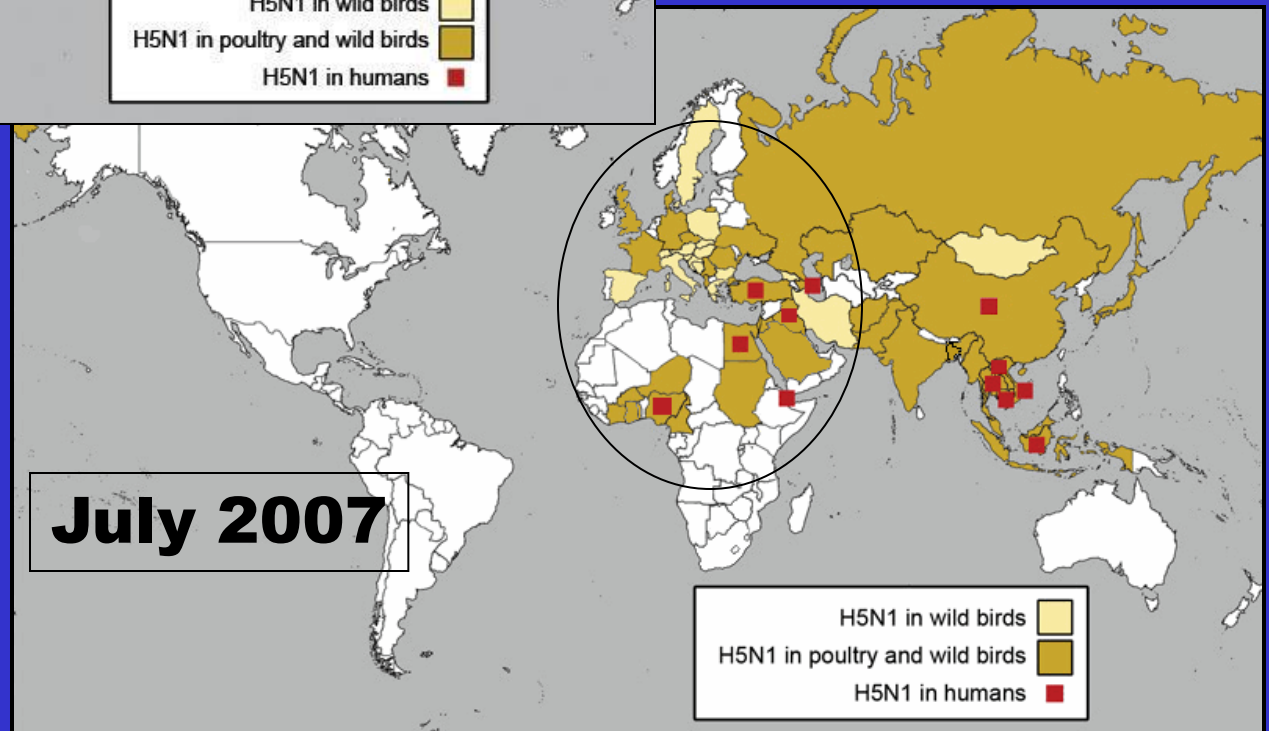 H5N1 in wild birds
H5N1 in poultry and wild birds
H5N1 in humans
July 2007
H5N1 in wild birds
H5N1 in poultry and wild birds
H5N1 in humans